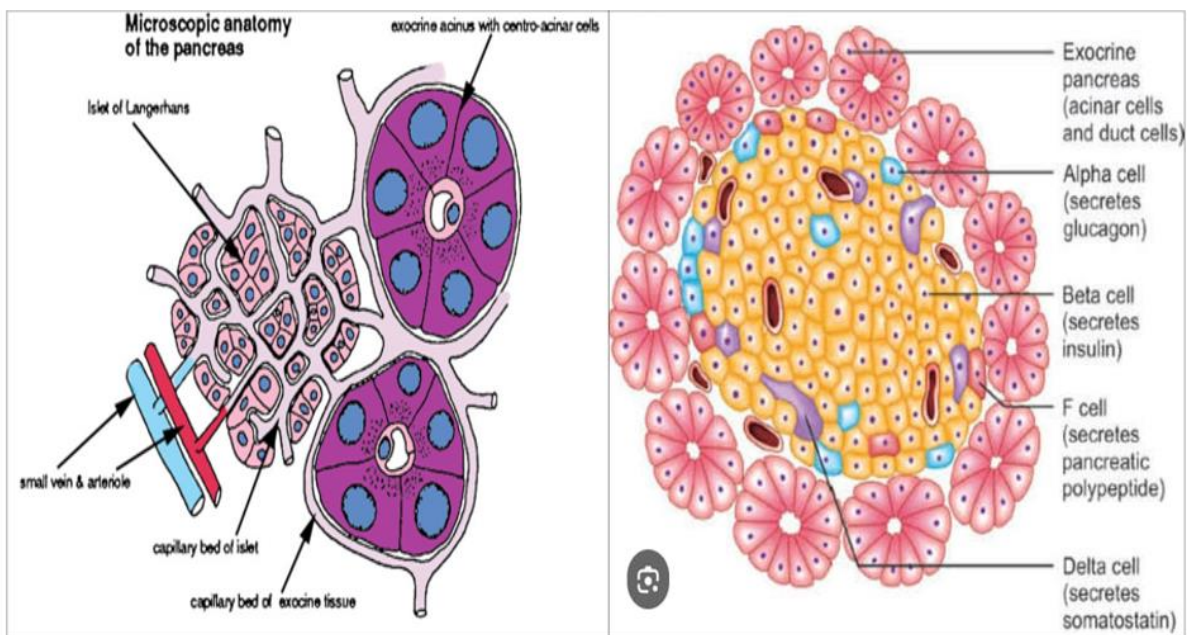 Microscopic anatomy
of the pancreas
exocrine acinus with centro-acinar cells
Islet of Langerhans
small vein & arteriole
capillary bed of islet
capillary bed of exocine tissue
Exocrine
pancreas
(acinar cells
and duct cells)
Alpha cell
(secretes
glucagon)
Beta cell
(secretes
insulin)
F cell
(secretes
pancreatic
polypeptide)
Delta cell
(secretes
somatostatin)